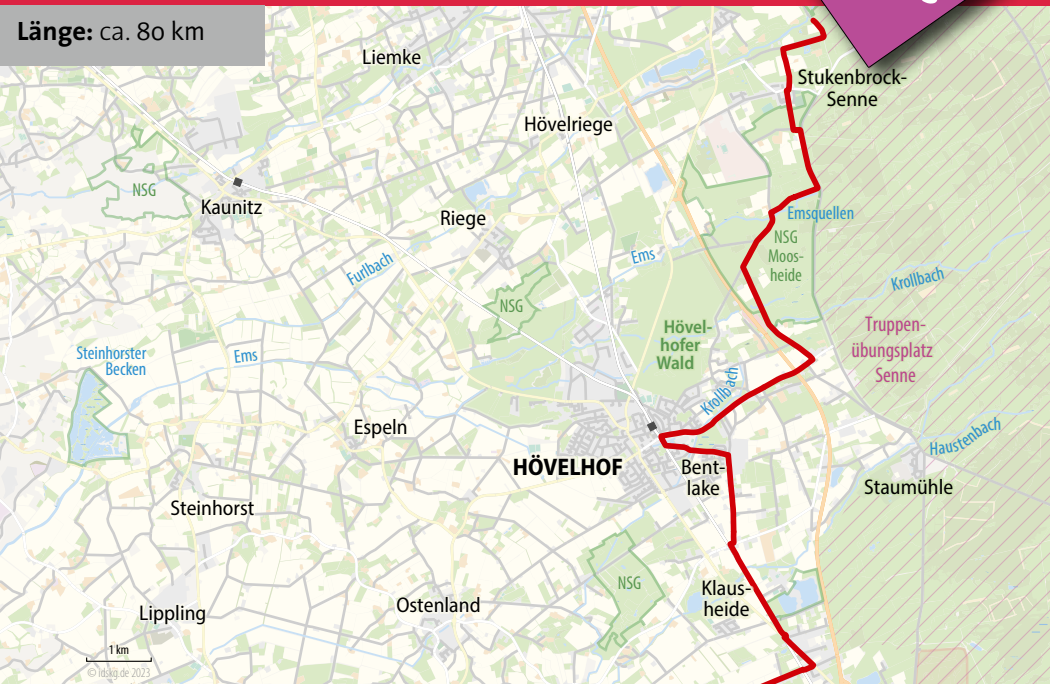 Länge: ca. 80 km
Liemke
Stukenbrock-
Senne
Hövelriege
NSG
Kaunitz
Riege
Emsquellen
NSG
Moos-
heide
Ems
Furlbach
Krollbach
NSG
Hövel-
hofer
Wald
Truppen-
übungsplatz
Senne
Steinhorster
Becken
Ems
Krollbach
Espeln
HÖVELHOF
Bent-
lake
Haustenbach
Staumühle
Steinhorst
NSG
Klaus-
heide
Lippling
Ostenland
1 km
© idskg.de 2023